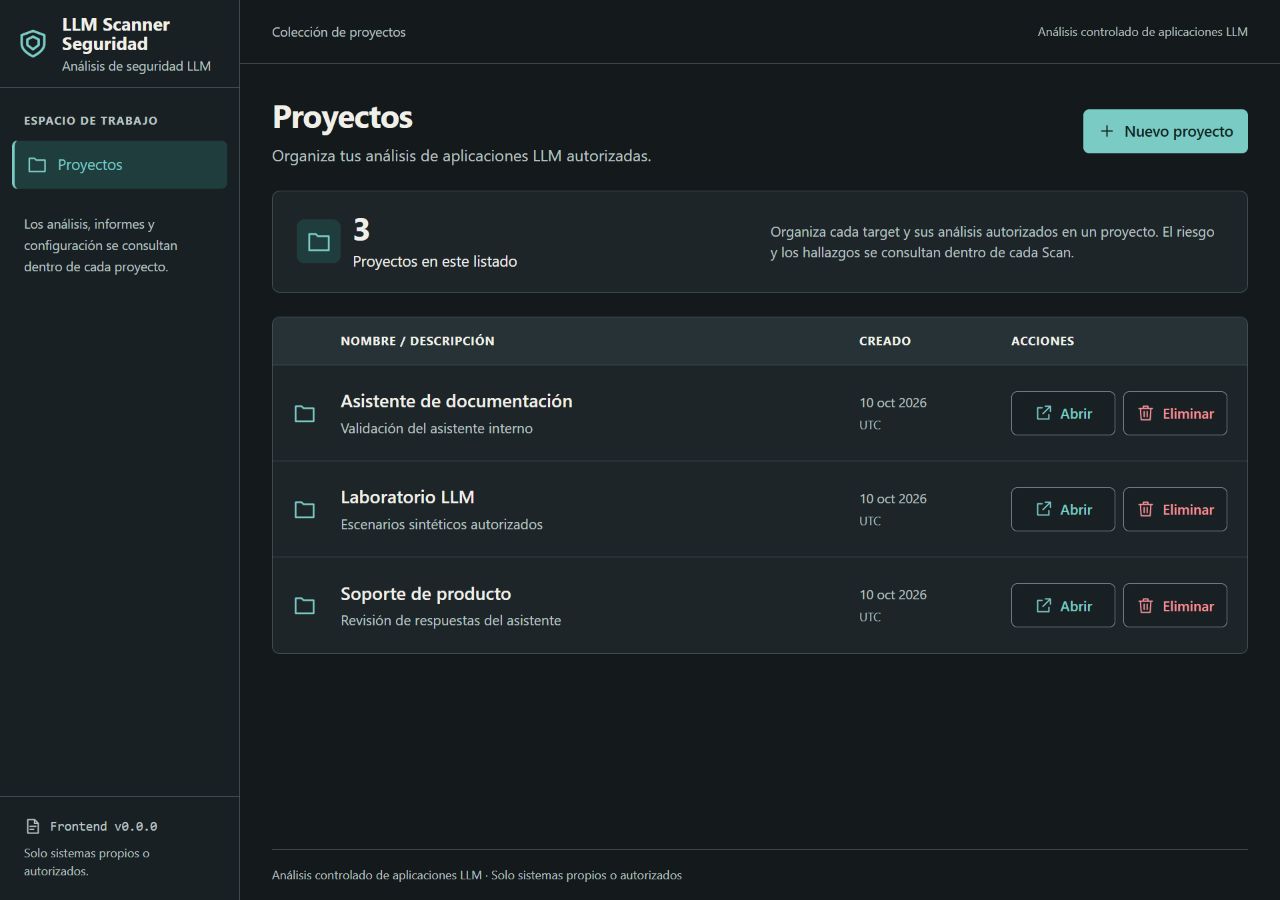 LLM Scanner
Seguridad
Análisis de seguridad LLM
ESPACIO DE TRABAJO
Proyectos
Los análisis, informes y
configuración se consultan
dentro de cada proyecto.
Frontend v0.0.0
Solo sistemas propios o
autorizados.
Colección de proyectos
Análisis controlado de aplicaciones LLM
Proyectos
Organiza tus análisis de aplicaciones LLM autorizadas.
Nuevo proyecto
3
Proyectos en este listado
Organiza cada target y sus análisis autorizados en un proyecto. El riesgo
y los hallazgos se consultan dentro de cada Scan.
NOMBRE / DESCRIPCIÓN CREADO ACCIONES
Asistente de documentación
Validación del asistente interno
10 oct 2026
UTC
Abrir Eliminar
Laboratorio LLM
Escenarios sintéticos autorizados
10 oct 2026
UTC
Abrir Eliminar
Soporte de producto
Revisión de respuestas del asistente
10 oct 2026
UTC
Abrir Eliminar
Análisis controlado de aplicaciones LLM · Solo sistemas propios o autorizados